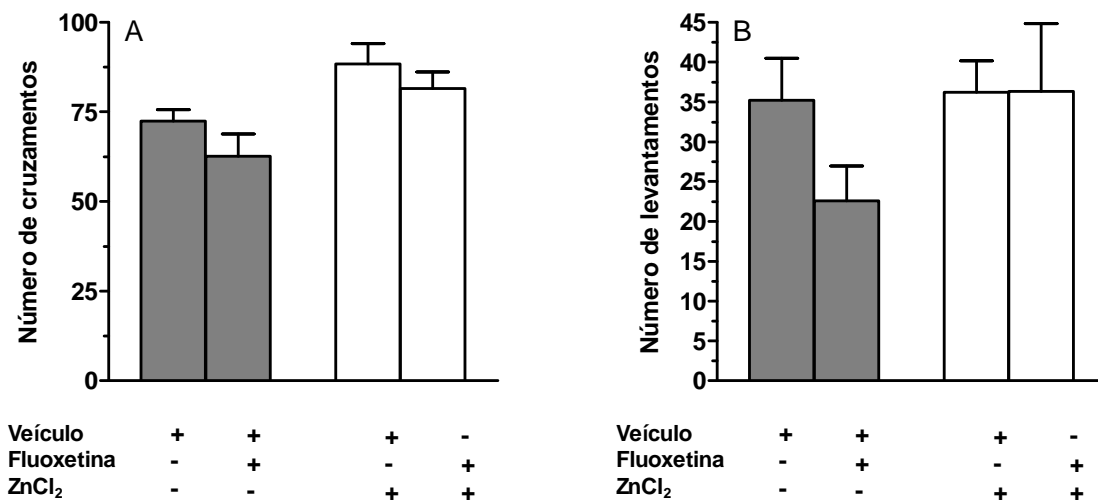 A
Número de cruzamentos
100
75
50
25
0
Veículo + + + -
Fluoxetina - + - +
ZnCl₂ - - + +
B
Número de levantamentos
45
40
35
30
25
20
15
10
5
0
Veículo + + + -
Fluoxetina - + - +
ZnCl₂ - - + +